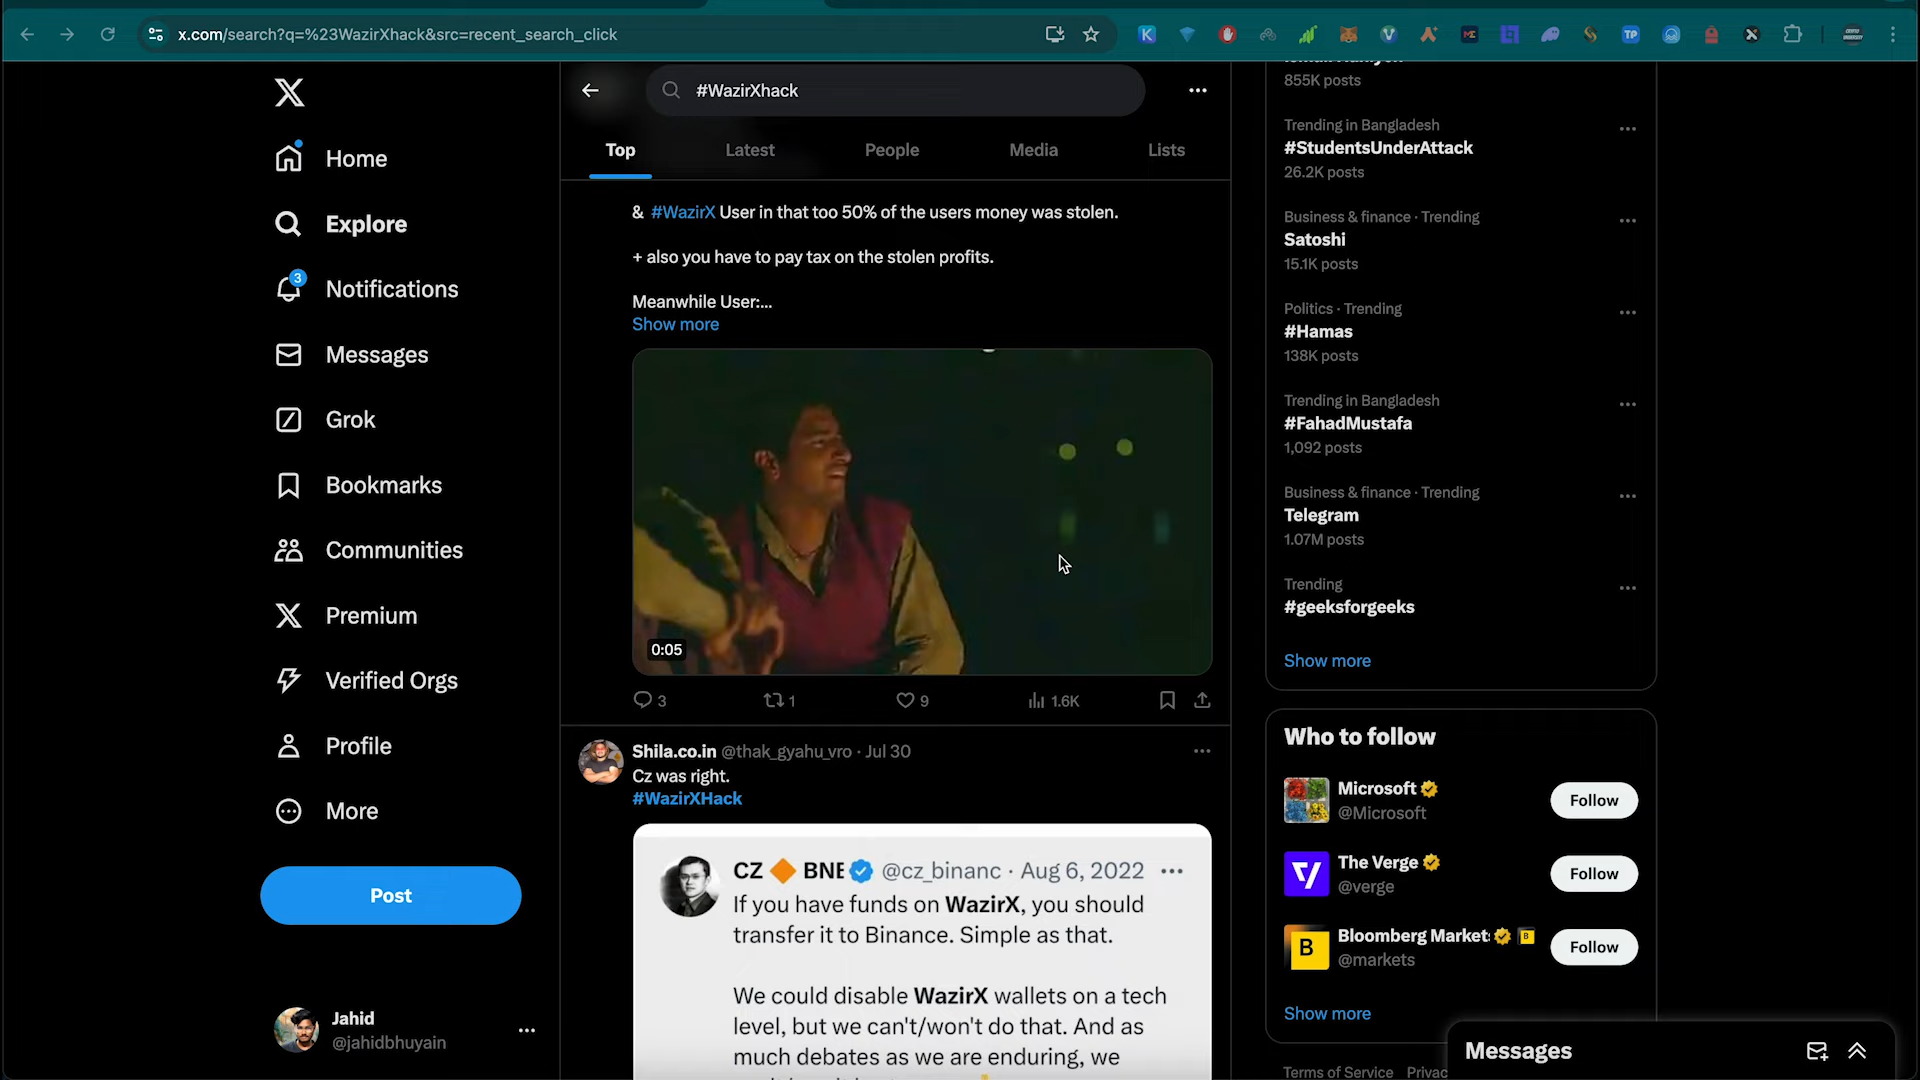 x.com/search?q=%23WazirXhack&src=recent_search_click
#WazirXhack
Top
Latest
People
Media
Lists
Home
Explore
3
Notifications
Messages
Grok
Bookmarks
Communities
Premium
Verified Orgs
Profile
More
Post
Jahid
@jahidbhuyain
& #WazirX User in that too 50% of the users money was stolen.
+ also you have to pay tax on the stolen profits.
Meanwhile User:...
Show more
0:05
3
1
9
1.6K
Shila.co.in @thak_gyahu_vro · Jul 30
Cz was right.
#WazirXHack
CZ BNB @cz_binanc · Aug 6, 2022
If you have funds on WazirX, you should
transfer it to Binance. Simple as that.
We could disable WazirX wallets on a tech
level, but we can't/won't do that. And as
much debates as we are enduring, we
855K posts
Trending in Bangladesh
#StudentsUnderAttack
26.2K posts
Business & finance · Trending
Satoshi
15.1K posts
Politics · Trending
#Hamas
138K posts
Trending in Bangladesh
#FahadMustafa
1,092 posts
Business & finance · Trending
Telegram
1.07M posts
Trending
#geeksforgeeks
Show more
Who to follow
Microsoft
@Microsoft
Follow
The Verge
@verge
Follow
Bloomberg Markets
@markets
Follow
Show more
Messages
Terms of Service Privac